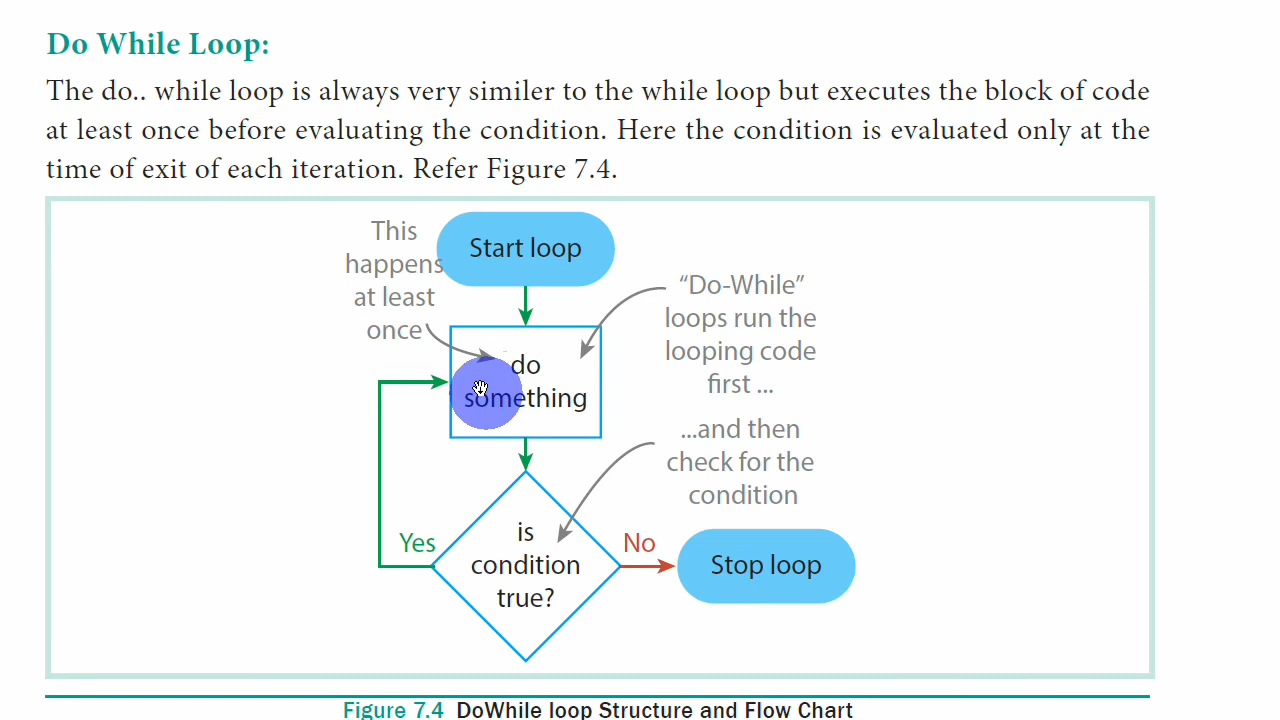 Do While Loop:
The do.. while loop is always very similer to the while loop but executes the block of code
at least once before evaluating the condition. Here the condition is evaluated only at the
time of exit of each iteration. Refer Figure 7.4.
This
happens
at least
once
Start loop
“Do-While”
loops run the
looping code
first ...
do
something
...and then
check for the
condition
is
condition
true?
Yes
No
Stop loop
Figure 7.4 DoWhile loop Structure and Flow Chart